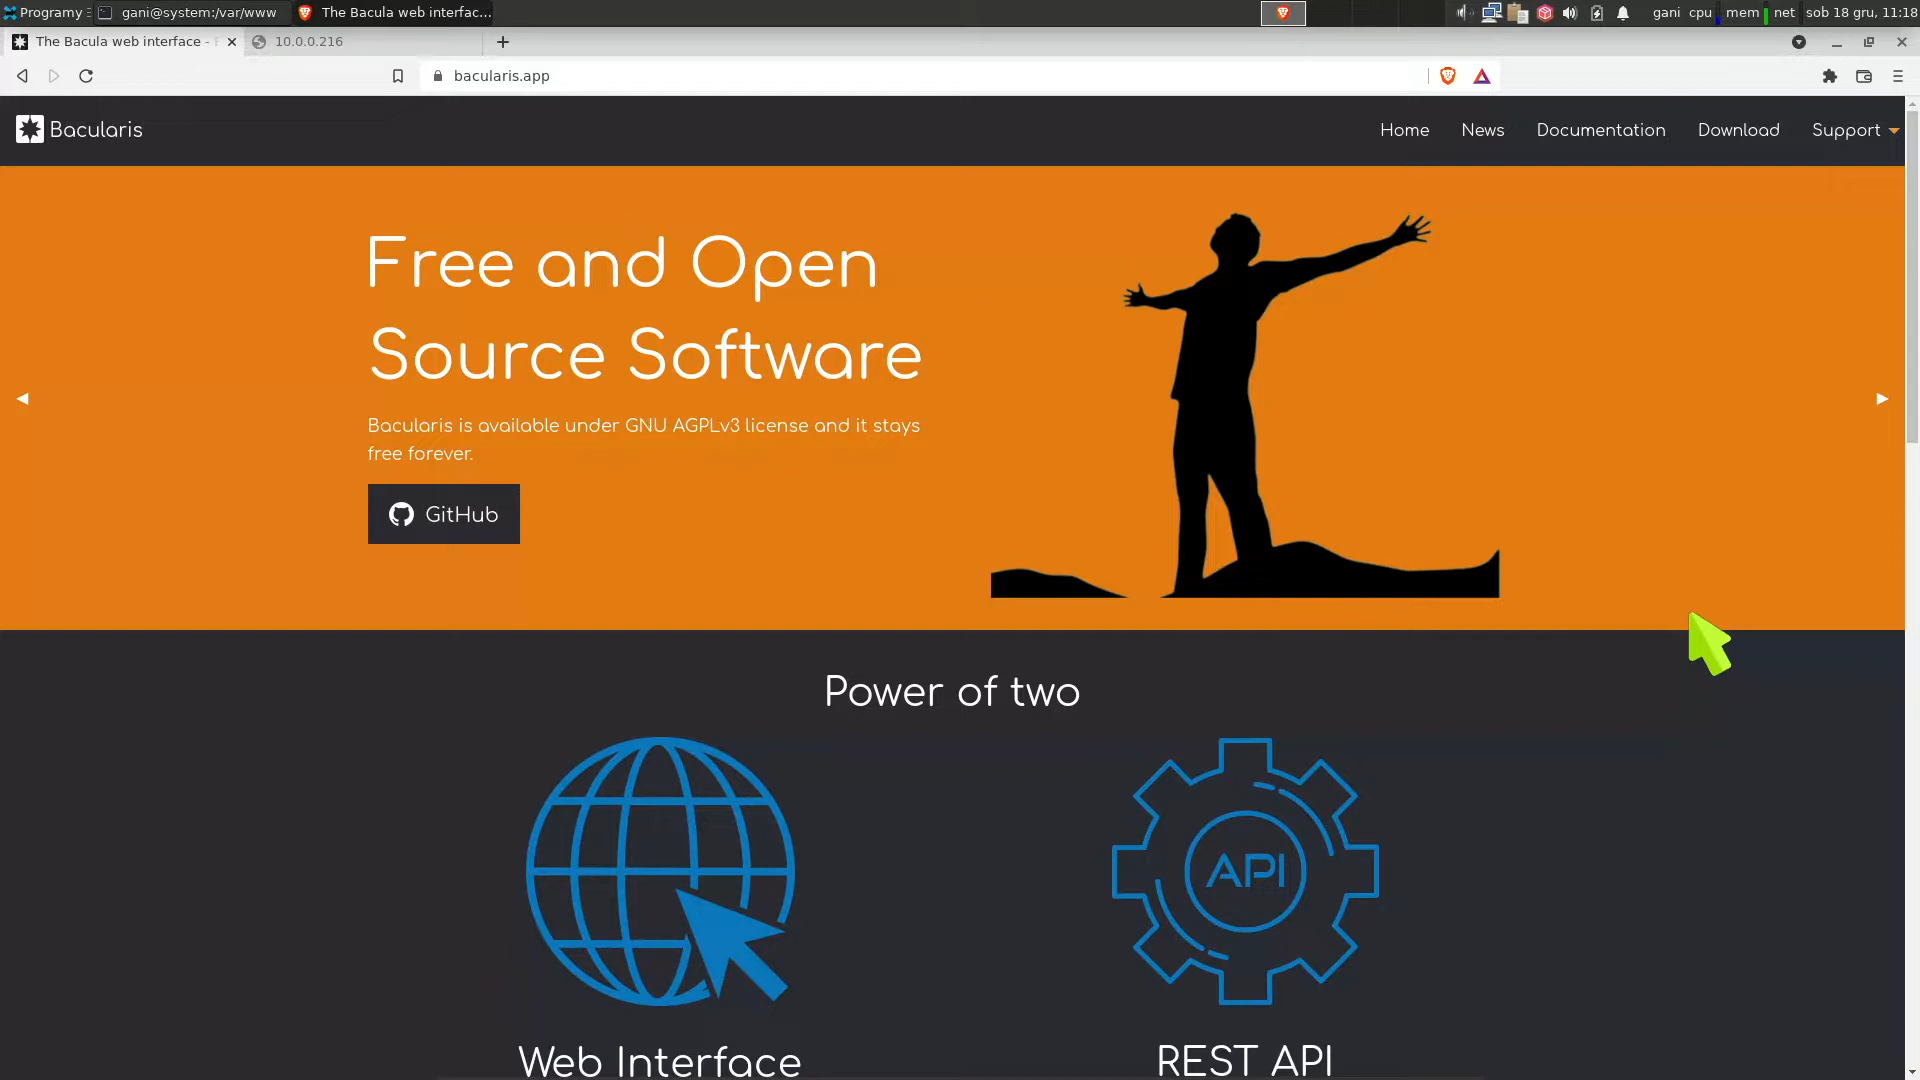 Programy
gani@system:/var/www
The Bacula web interfac...
gani
cpu
mem
net
sob 18 gru, 11:18
The Bacula web interface -
10.0.0.216
bacularis.app
Bacularis
Home
News
Documentation
Download
Support
Free and Open
Source Software
Bacularis is available under GNU AGPLv3 license and it stays
free forever.
GitHub
Power of two
API
Web Interface
REST API